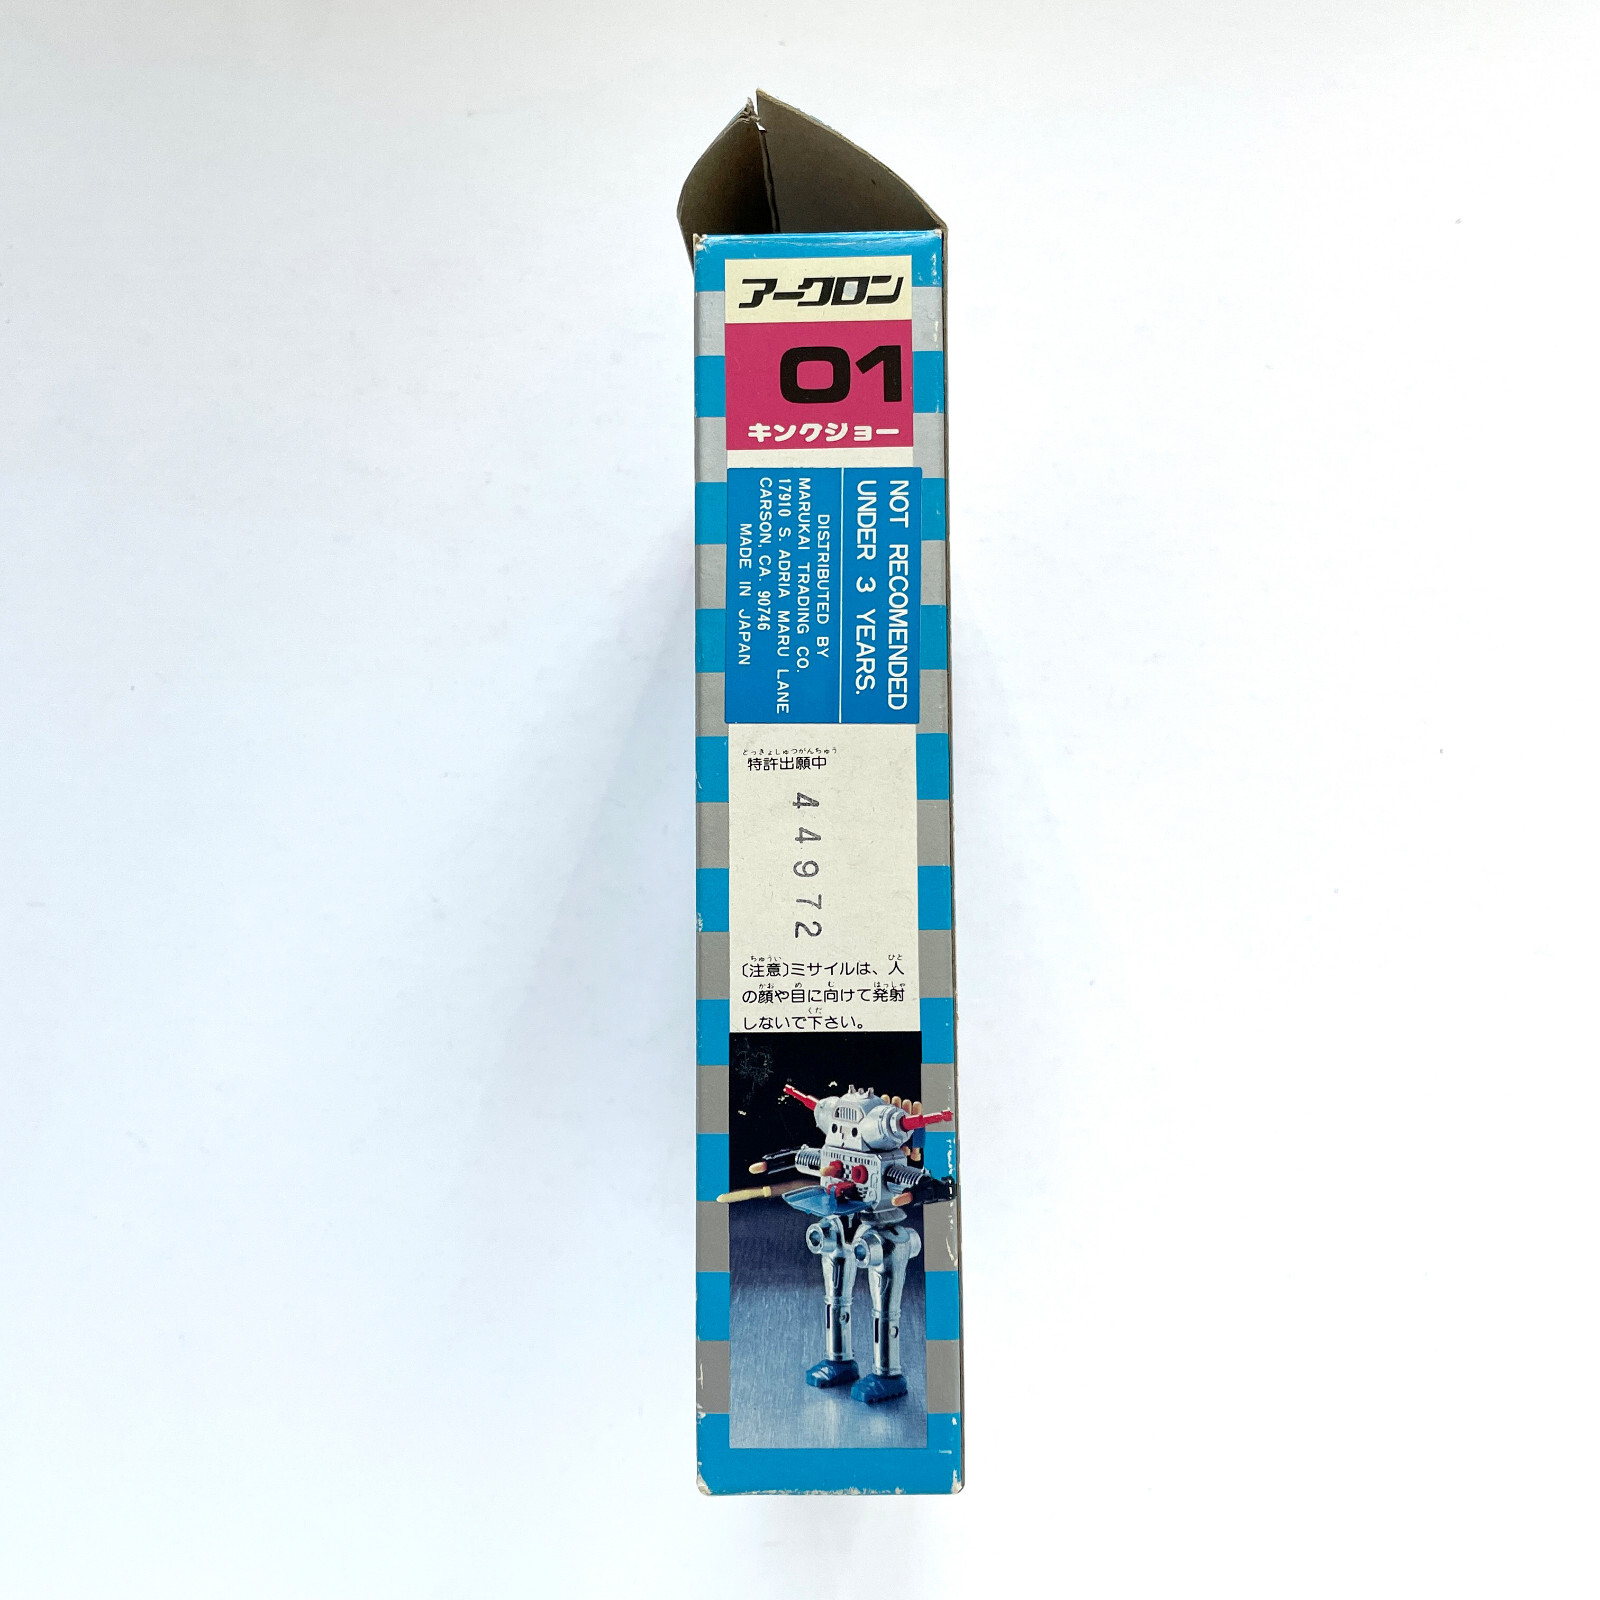 アークロン
01
キングジョー
NOT RECOMENDED
UNDER 3 YEARS.
DISTRIBUTED BY
MARUKAI TRADING CO.
17910 S. ADRIA MARU LANE
CARSON, CA. 90746
MADE IN JAPAN
とっきょしゅつがんちゅう
特許出願中
44972
ちゅうい ひと
〔注意〕ミサイルは、人
かお め む はっしゃ
の顔や目に向けて発射
くだ
しないで下さい。